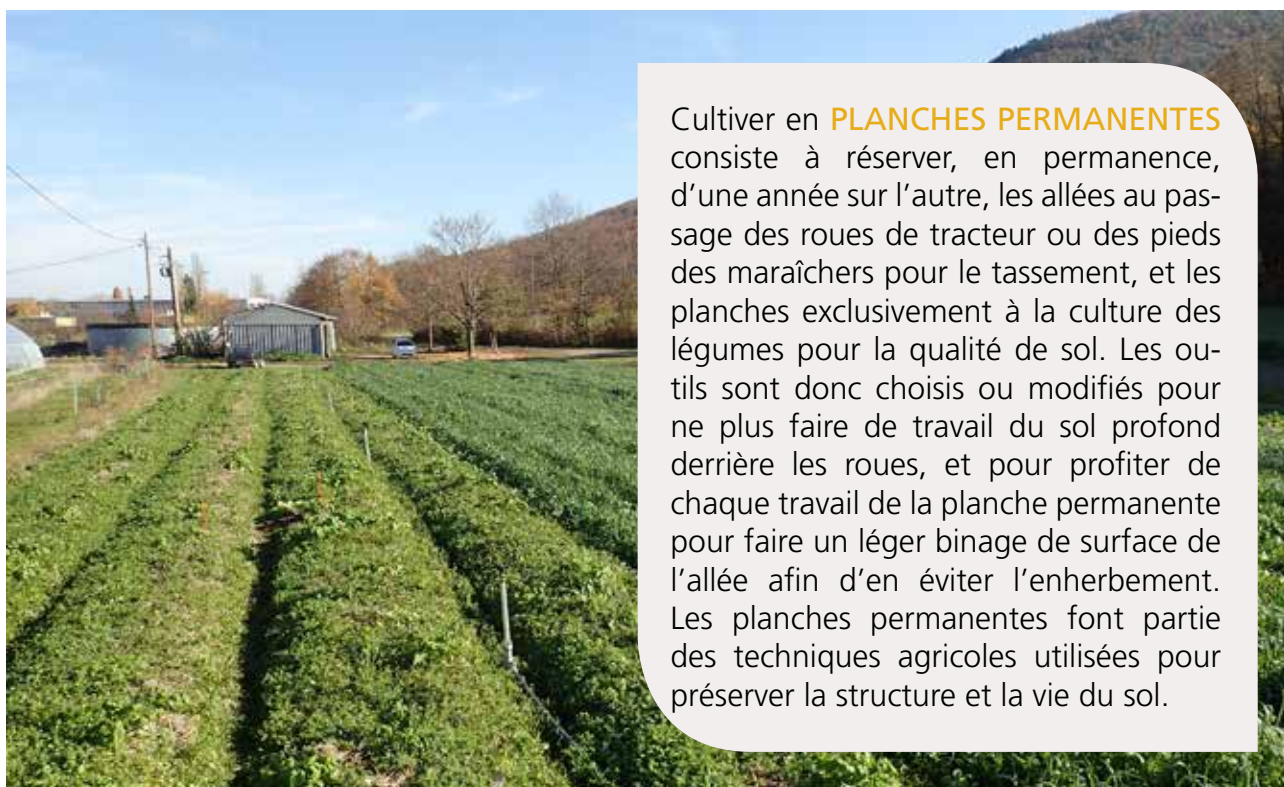 Cultiver en PLANCHES PERMANENTES
consiste à réserver, en permanence,
d'une année sur l'autre, les allées au pas-
sage des roues de tracteur ou des pieds
des maraîchers pour le tassement, et les
planches exclusivement à la culture des
légumes pour la qualité de sol. Les ou-
tils sont donc choisis ou modifiés pour
ne plus faire de travail du sol profond
derrière les roues, et pour profiter de
chaque travail de la planche permanente
pour faire un léger binage de surface de
l'allée afin d'en éviter l'enherbement.
Les planches permanentes font partie
des techniques agricoles utilisées pour
préserver la structure et la vie du sol.